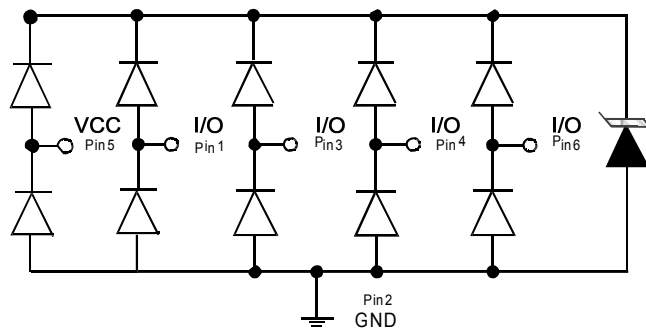 VCC
Pin5
I/O
Pin1
I/O
Pin3
I/O
Pin4
I/O
Pin6
Pin2
GND